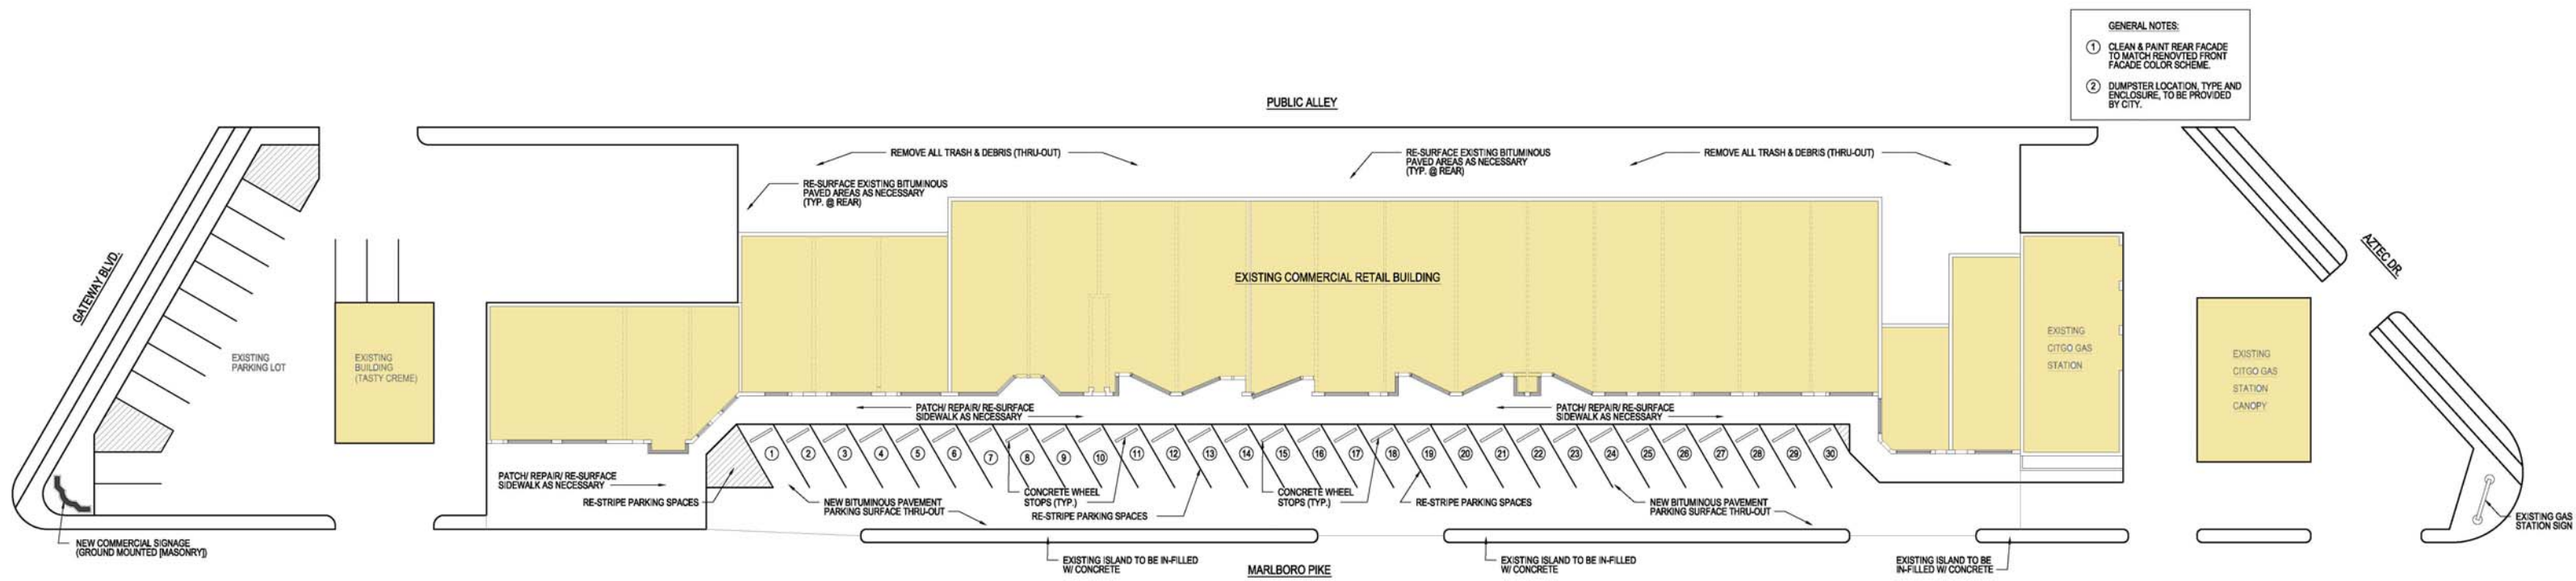 GENERAL NOTES:
1 CLEAN & PAINT REAR FACADE
TO MATCH RENOVTED FRONT
FACADE COLOR SCHEME.
2 DUMPSTER LOCATION, TYPE AND
ENCLOSURE, TO BE PROVIDED
BY CITY.
PUBLIC ALLEY
REMOVE ALL TRASH & DEBRIS (THRU-OUT)
RE-SURFACE EXISTING BITUMINOUS
PAVED AREAS AS NECESSARY
(TYP. @ REAR)
REMOVE ALL TRASH & DEBRIS (THRU-OUT)
RE-SURFACE EXISTING BITUMINOUS
PAVED AREAS AS NECESSARY
(TYP. @ REAR)
GATEWAY BLVD.
AZTEC DR.
EXISTING COMMERCIAL RETAIL BUILDING
EXISTING
PARKING LOT
EXISTING
BUILDING
(TASTY CREME)
EXISTING
CITGO GAS
STATION
EXISTING
CITGO GAS
STATION
CANOPY
PATCH/ REPAIR/ RE-SURFACE
SIDEWALK AS NECESSARY
PATCH/ REPAIR/ RE-SURFACE
SIDEWALK AS NECESSARY
1 2 3 4 5 6 7 8 9 10 11 12 13 14 15 16 17 18 19 20 21 22 23 24 25 26 27 28 29 30
PATCH/ REPAIR/ RE-SURFACE
SIDEWALK AS NECESSARY
RE-STRIPE PARKING SPACES
NEW BITUMINOUS PAVEMENT
PARKING SURFACE THRU-OUT
CONCRETE WHEEL
STOPS (TYP.)
RE-STRIPE PARKING SPACES
CONCRETE WHEEL
STOPS (TYP.)
RE-STRIPE PARKING SPACES
NEW BITUMINOUS PAVEMENT
PARKING SURFACE THRU-OUT
EXISTING GAS
STATION SIGN
NEW COMMERCIAL SIGNAGE
(GROUND MOUNTED [MASONRY])
EXISTING ISLAND TO BE IN-FILLED
W/ CONCRETE
MARLBORO PIKE
EXISTING ISLAND TO BE IN-FILLED
W/ CONCRETE
EXISTING ISLAND TO BE
IN-FILLED W/ CONCRETE